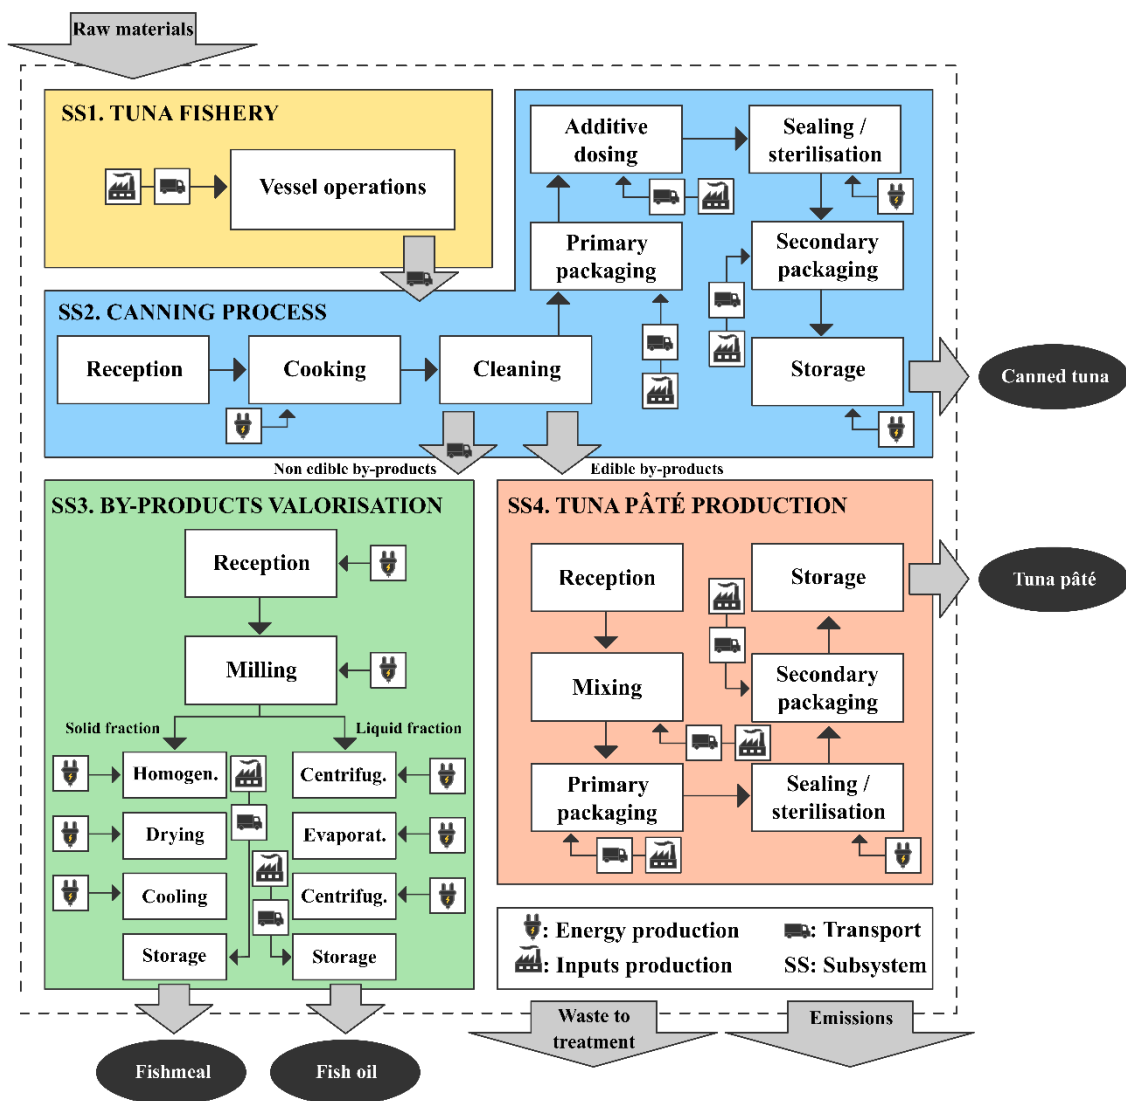 Raw materials
SS1. TUNA FISHERY
Vessel operations
SS2. CANNING PROCESS
Reception
Cooking
Cleaning
Primary
packaging
Additive
dosing
Sealing /
sterilisation
Secondary
packaging
Storage
Canned tuna
Non edible by-products
Edible by-products
SS3. BY-PRODUCTS VALORISATION
Reception
Milling
Solid fraction
Liquid fraction
Homogen.
Drying
Cooling
Storage
Centrifug.
Evaporat.
Centrifug.
Storage
Fishmeal
Fish oil
SS4. TUNA PÂTÉ PRODUCTION
Reception
Mixing
Primary
packaging
Sealing /
sterilisation
Secondary
packaging
Storage
Tuna pâté
: Energy production
: Transport
: Inputs production
SS: Subsystem
Waste to
treatment
Emissions